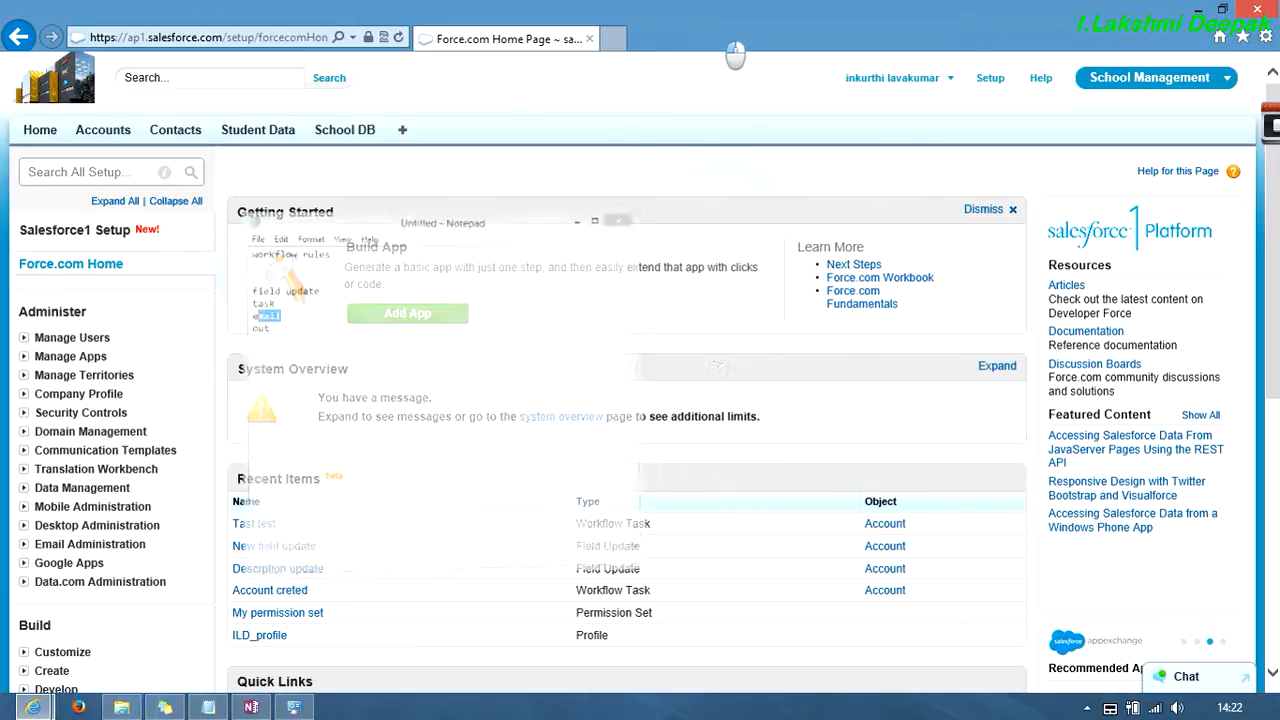 I.Lakshmi Deepak
https://ap1.salesforce.com/setup/forcecomHon
Force.com Home Page ~ sa...
Search...
Search
inkurthi lavakumar
Setup
Help
School Management
Home
Accounts
Contacts
Student Data
School DB
Search All Setup...
Expand All | Collapse All
Salesforce1 Setup New!
Force.com Home
Administer
Manage Users
Manage Apps
Manage Territories
Company Profile
Security Controls
Domain Management
Communication Templates
Translation Workbench
Data Management
Mobile Administration
Desktop Administration
Email Administration
Google Apps
Data.com Administration
Build
Customize
Create
Develop
Help for this Page
Getting Started
Dismiss
Untitled - Notepad
File Edit Format View Help
workflow rules
field update
task
out
Build App
Generate a basic app with just one step, and then easily extend that app with clicks
or code.
Add App
Learn More
Next Steps
Force.com Workbook
Force.com
Fundamentals
System Overview
Expand
You have a message.
Expand to see messages or go to the system overview page to see additional limits.
Recent Items beta
Name Type Object
Task test Workflow Task Account
New field update Field Update Account
Description update Field Update Account
Account creted Workflow Task Account
My permission set Permission Set
ILD_profile Profile
Quick Links
salesforce1 Platform
Resources
Articles
Check out the latest content on
Developer Force
Documentation
Reference documentation
Discussion Boards
Force.com community discussions
and solutions
Featured Content Show All
Accessing Salesforce Data From
JavaServer Pages Using the REST
API
Responsive Design with Twitter
Bootstrap and Visualforce
Accessing Salesforce Data from a
Windows Phone App
salesforce appexchange
Recommended Ap
Chat
14:22